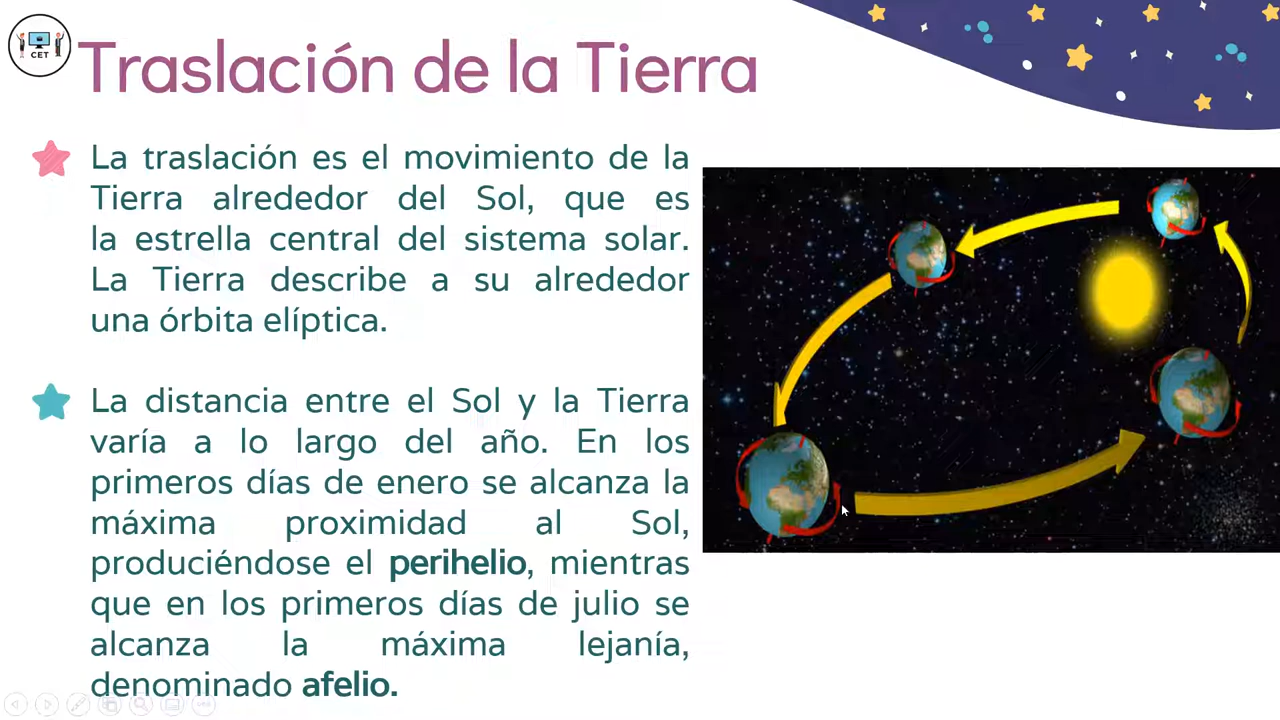 CET
Traslación de la Tierra
La traslación es el movimiento de la
Tierra alrededor del Sol, que es
la estrella central del sistema solar.
La Tierra describe a su alrededor
una órbita elíptica.
La distancia entre el Sol y la Tierra
varía a lo largo del año. En los
primeros días de enero se alcanza la
máxima proximidad al Sol,
produciéndose el perihelio, mientras
que en los primeros días de julio se
alcanza la máxima lejanía,
denominado afelio.